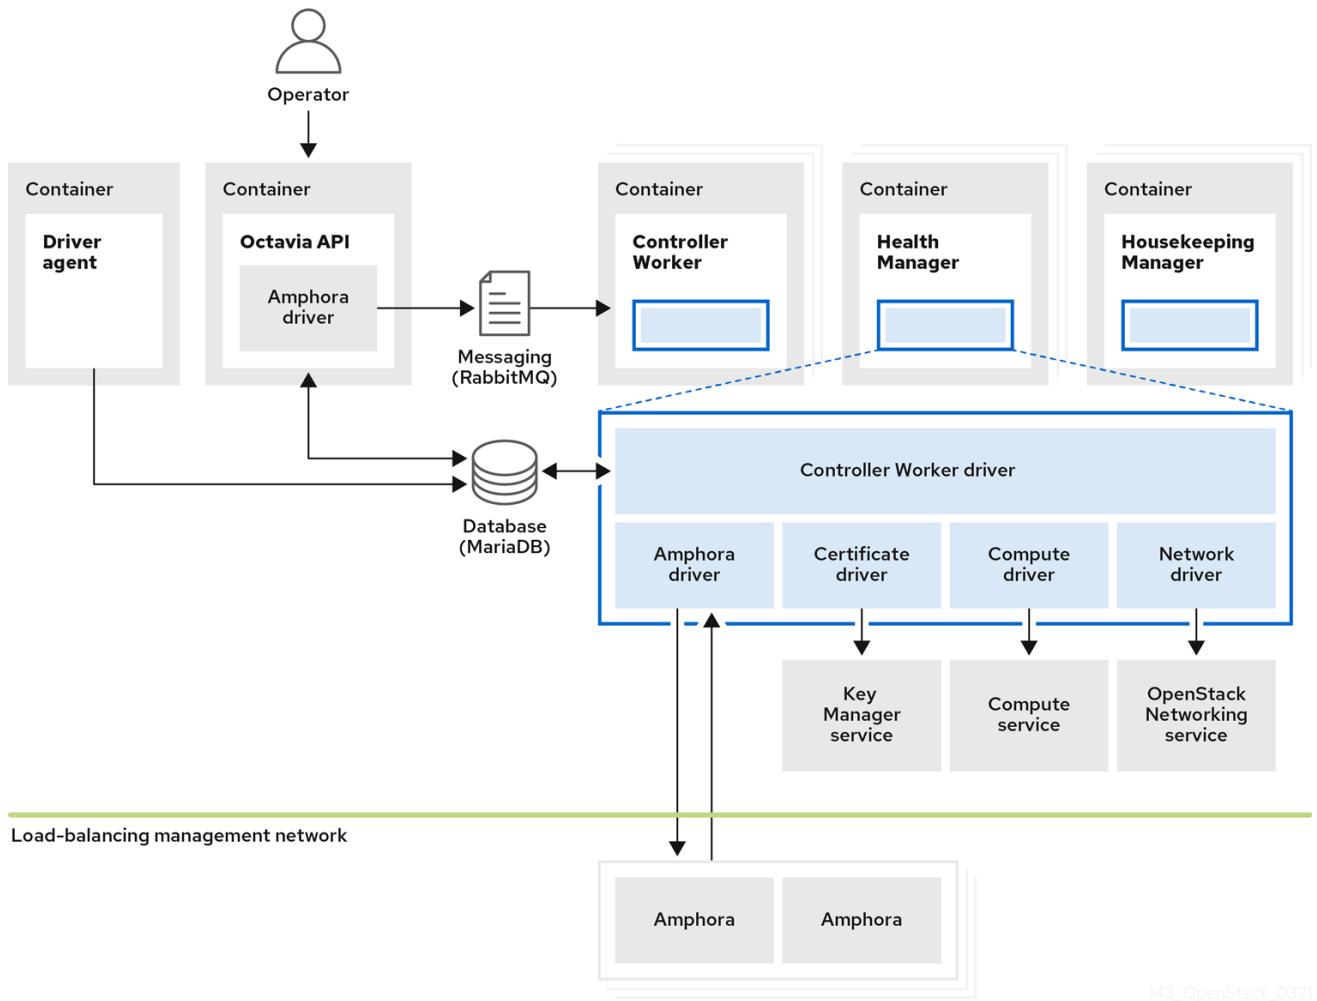 Operator
Container
Driver
agent
Container
Octavia API
Amphora
driver
Messaging
(RabbitMQ)
Container
Controller
Worker
Container
Health
Manager
Container
Housekeeping
Manager
Database
(MariaDB)
Controller Worker driver
Amphora
driver
Certificate
driver
Compute
driver
Network
driver
Key
Manager
service
Compute
service
OpenStack
Networking
service
Load-balancing management network
Amphora
Amphora
143_OpenStack_0321